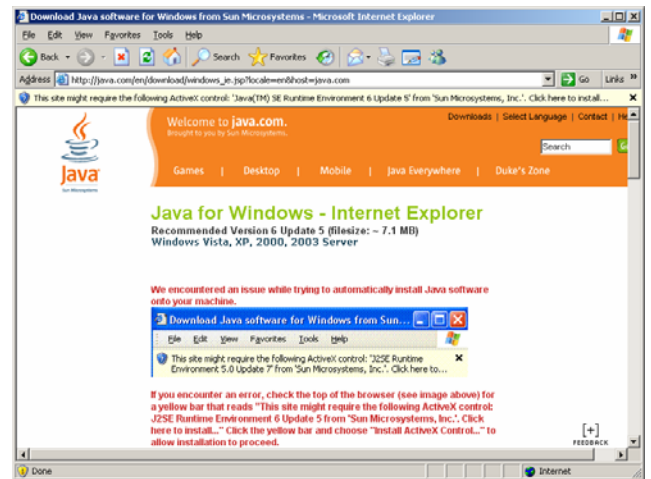 Download Java software for Windows from Sun Microsystems - Microsoft Internet Explorer
File Edit View Favorites Tools Help
Back Search Favorites
Address http://java.com/en/download/windows_ie.jsp?locale=en&host=java.com Go Links »
This site might require the following ActiveX control: 'Java(TM) SE Runtime Environment 6 Update 5' from 'Sun Microsystems, Inc.'. Click here to install...
Downloads | Select Language | Contact | He
Welcome to java.com.
Brought to you by Sun Microsystems.
Search
Games | Desktop | Mobile | Java Everywhere | Duke's Zone
Java
Sun Microsystems
Java for Windows - Internet Explorer
Recommended Version 6 Update 5 (filesize: ~ 7.1 MB)
Windows Vista, XP, 2000, 2003 Server
We encountered an issue while trying to automatically install Java software
onto your machine.
Download Java software for Windows from Sun...
File Edit View Favorites Tools Help
This site might require the following ActiveX control: 'J2SE Runtime
Environment 5.0 Update 7' from 'Sun Microsystems, Inc.'. Click here to...
If you encounter an error, check the top of the browser (see image above) for
a yellow bar that reads "This site might require the following ActiveX control:
J2SE Runtime Environment 6 Update 5 from 'Sun Microsystems, Inc.'. Click
here to install..." Click the yellow bar and choose "Install ActiveX Control..." to
allow installation to proceed.
[+]
FEEDBACK
Done Internet